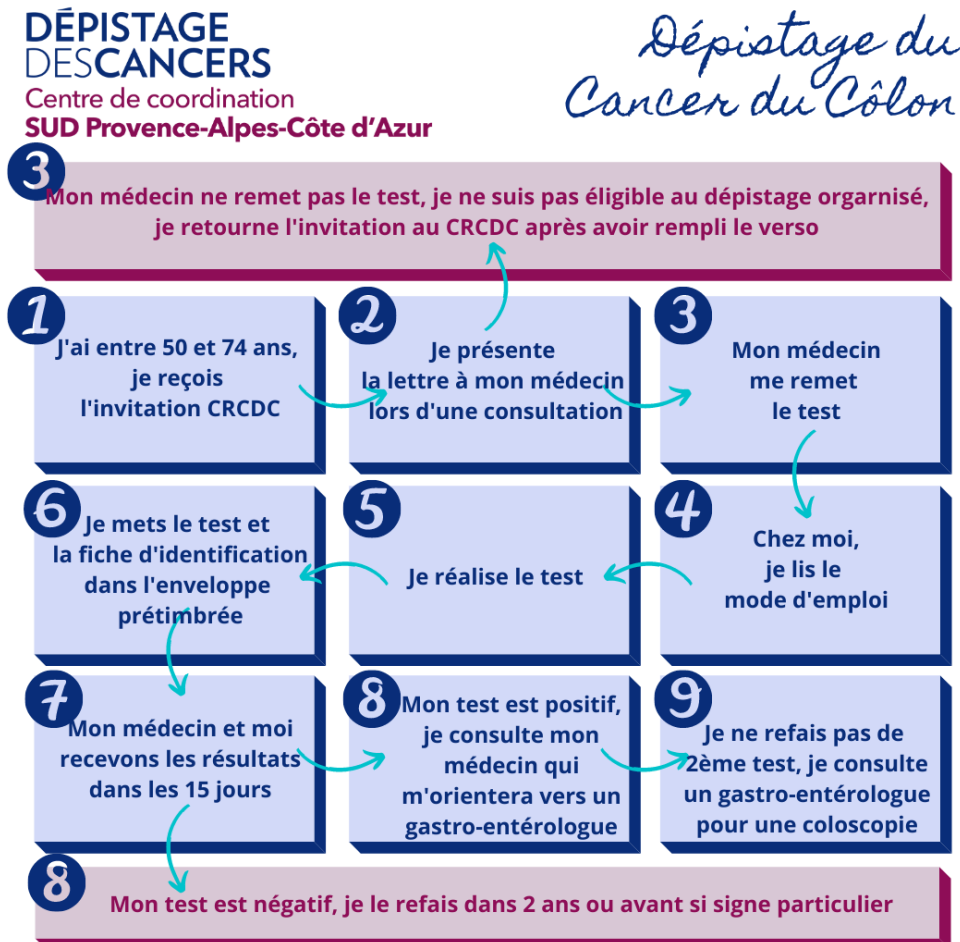 DÉPISTAGE
DESCANCERS
Centre de coordination
SUD Provence-Alpes-Côte d'Azur
Dépistage du
Cancer du Côlon
3
Mon médecin ne remet pas le test, je ne suis pas éligible au dépistage orgarnisé,
je retourne l'invitation au CRCDC après avoir rempli le verso
1
J'ai entre 50 et 74 ans,
je reçois
l'invitation CRCDC
2
Je présente
la lettre à mon médecin
lors d'une consultation
3
Mon médecin
me remet
le test
4
Chez moi,
je lis le
mode d'emploi
5
Je réalise le test
6
Je mets le test et
la fiche d'identification
dans l'enveloppe
prétimbrée
7
Mon médecin et moi
recevons les résultats
dans les 15 jours
8
Mon test est positif,
je consulte mon
médecin qui
m'orientera vers un
gastro-entérologue
9
Je ne refais pas de
2ème test, je consulte
un gastro-entérologue
pour une coloscopie
8
Mon test est négatif, je le refais dans 2 ans ou avant si signe particulier